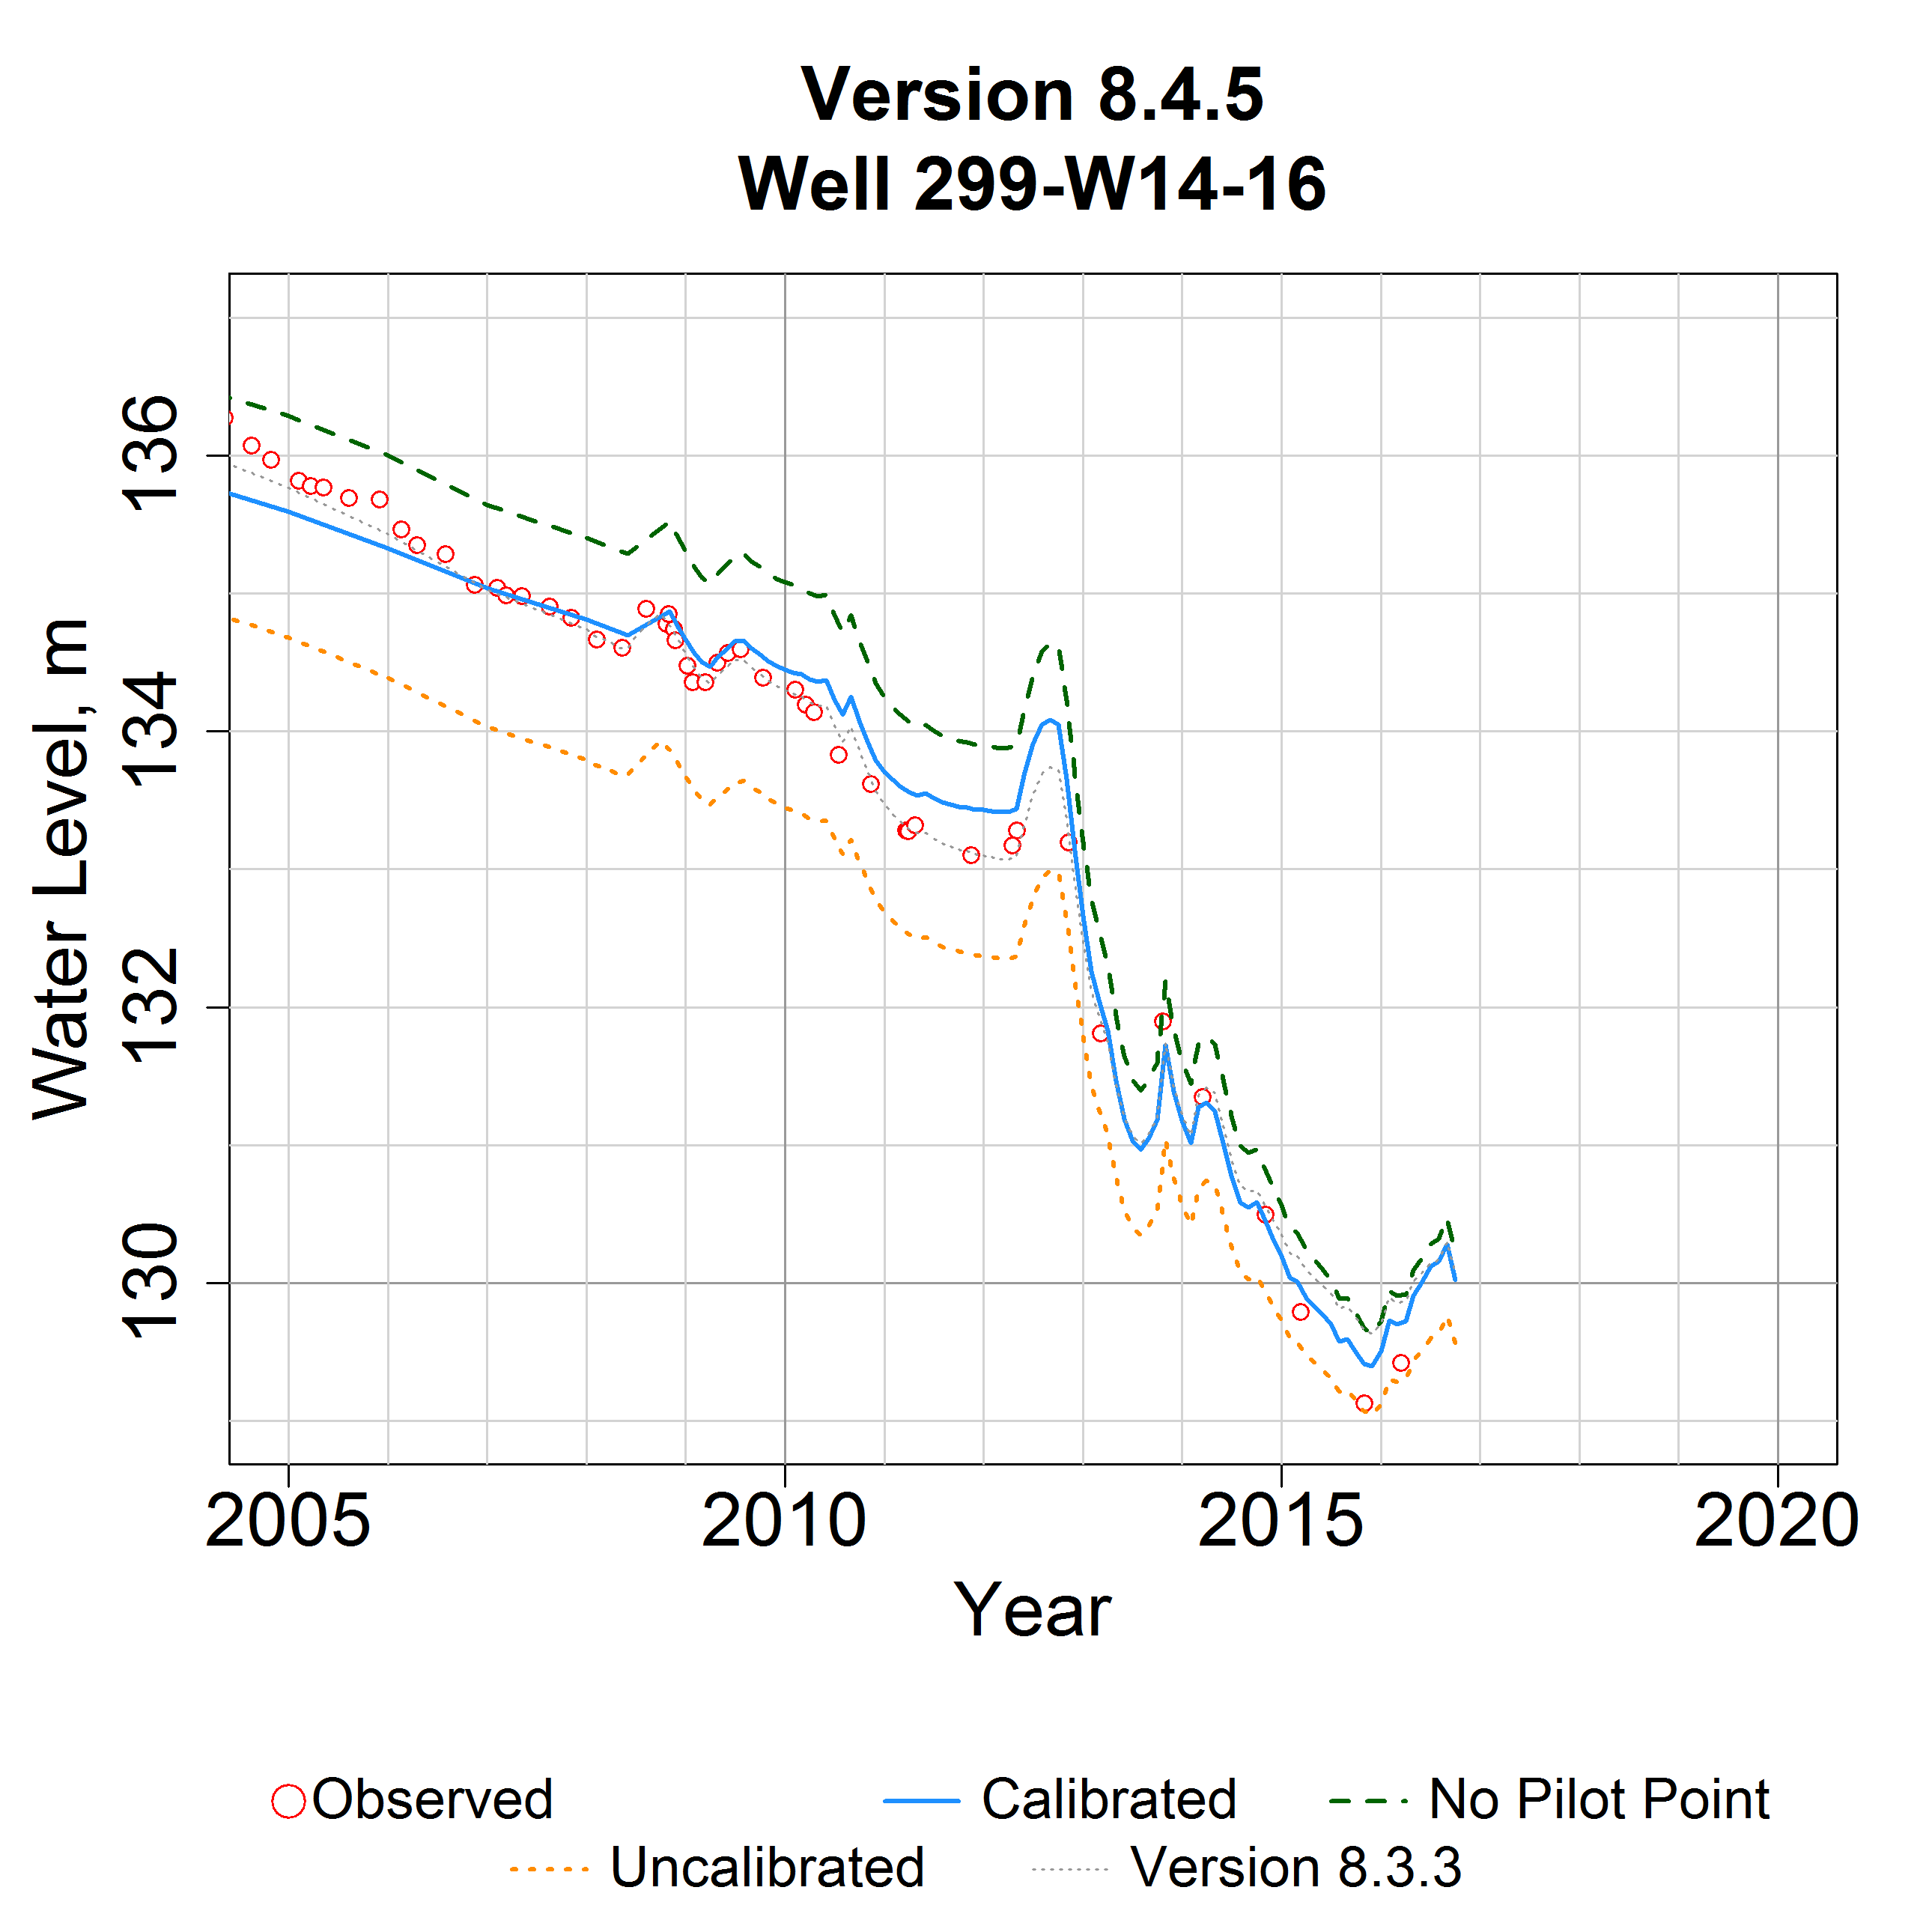 Version 8.4.5
Well 299-W14-16
Water Level, m
136
134
132
130
2005 2010 2015 2020
Year
Observed Calibrated No Pilot Point
Uncalibrated Version 8.3.3